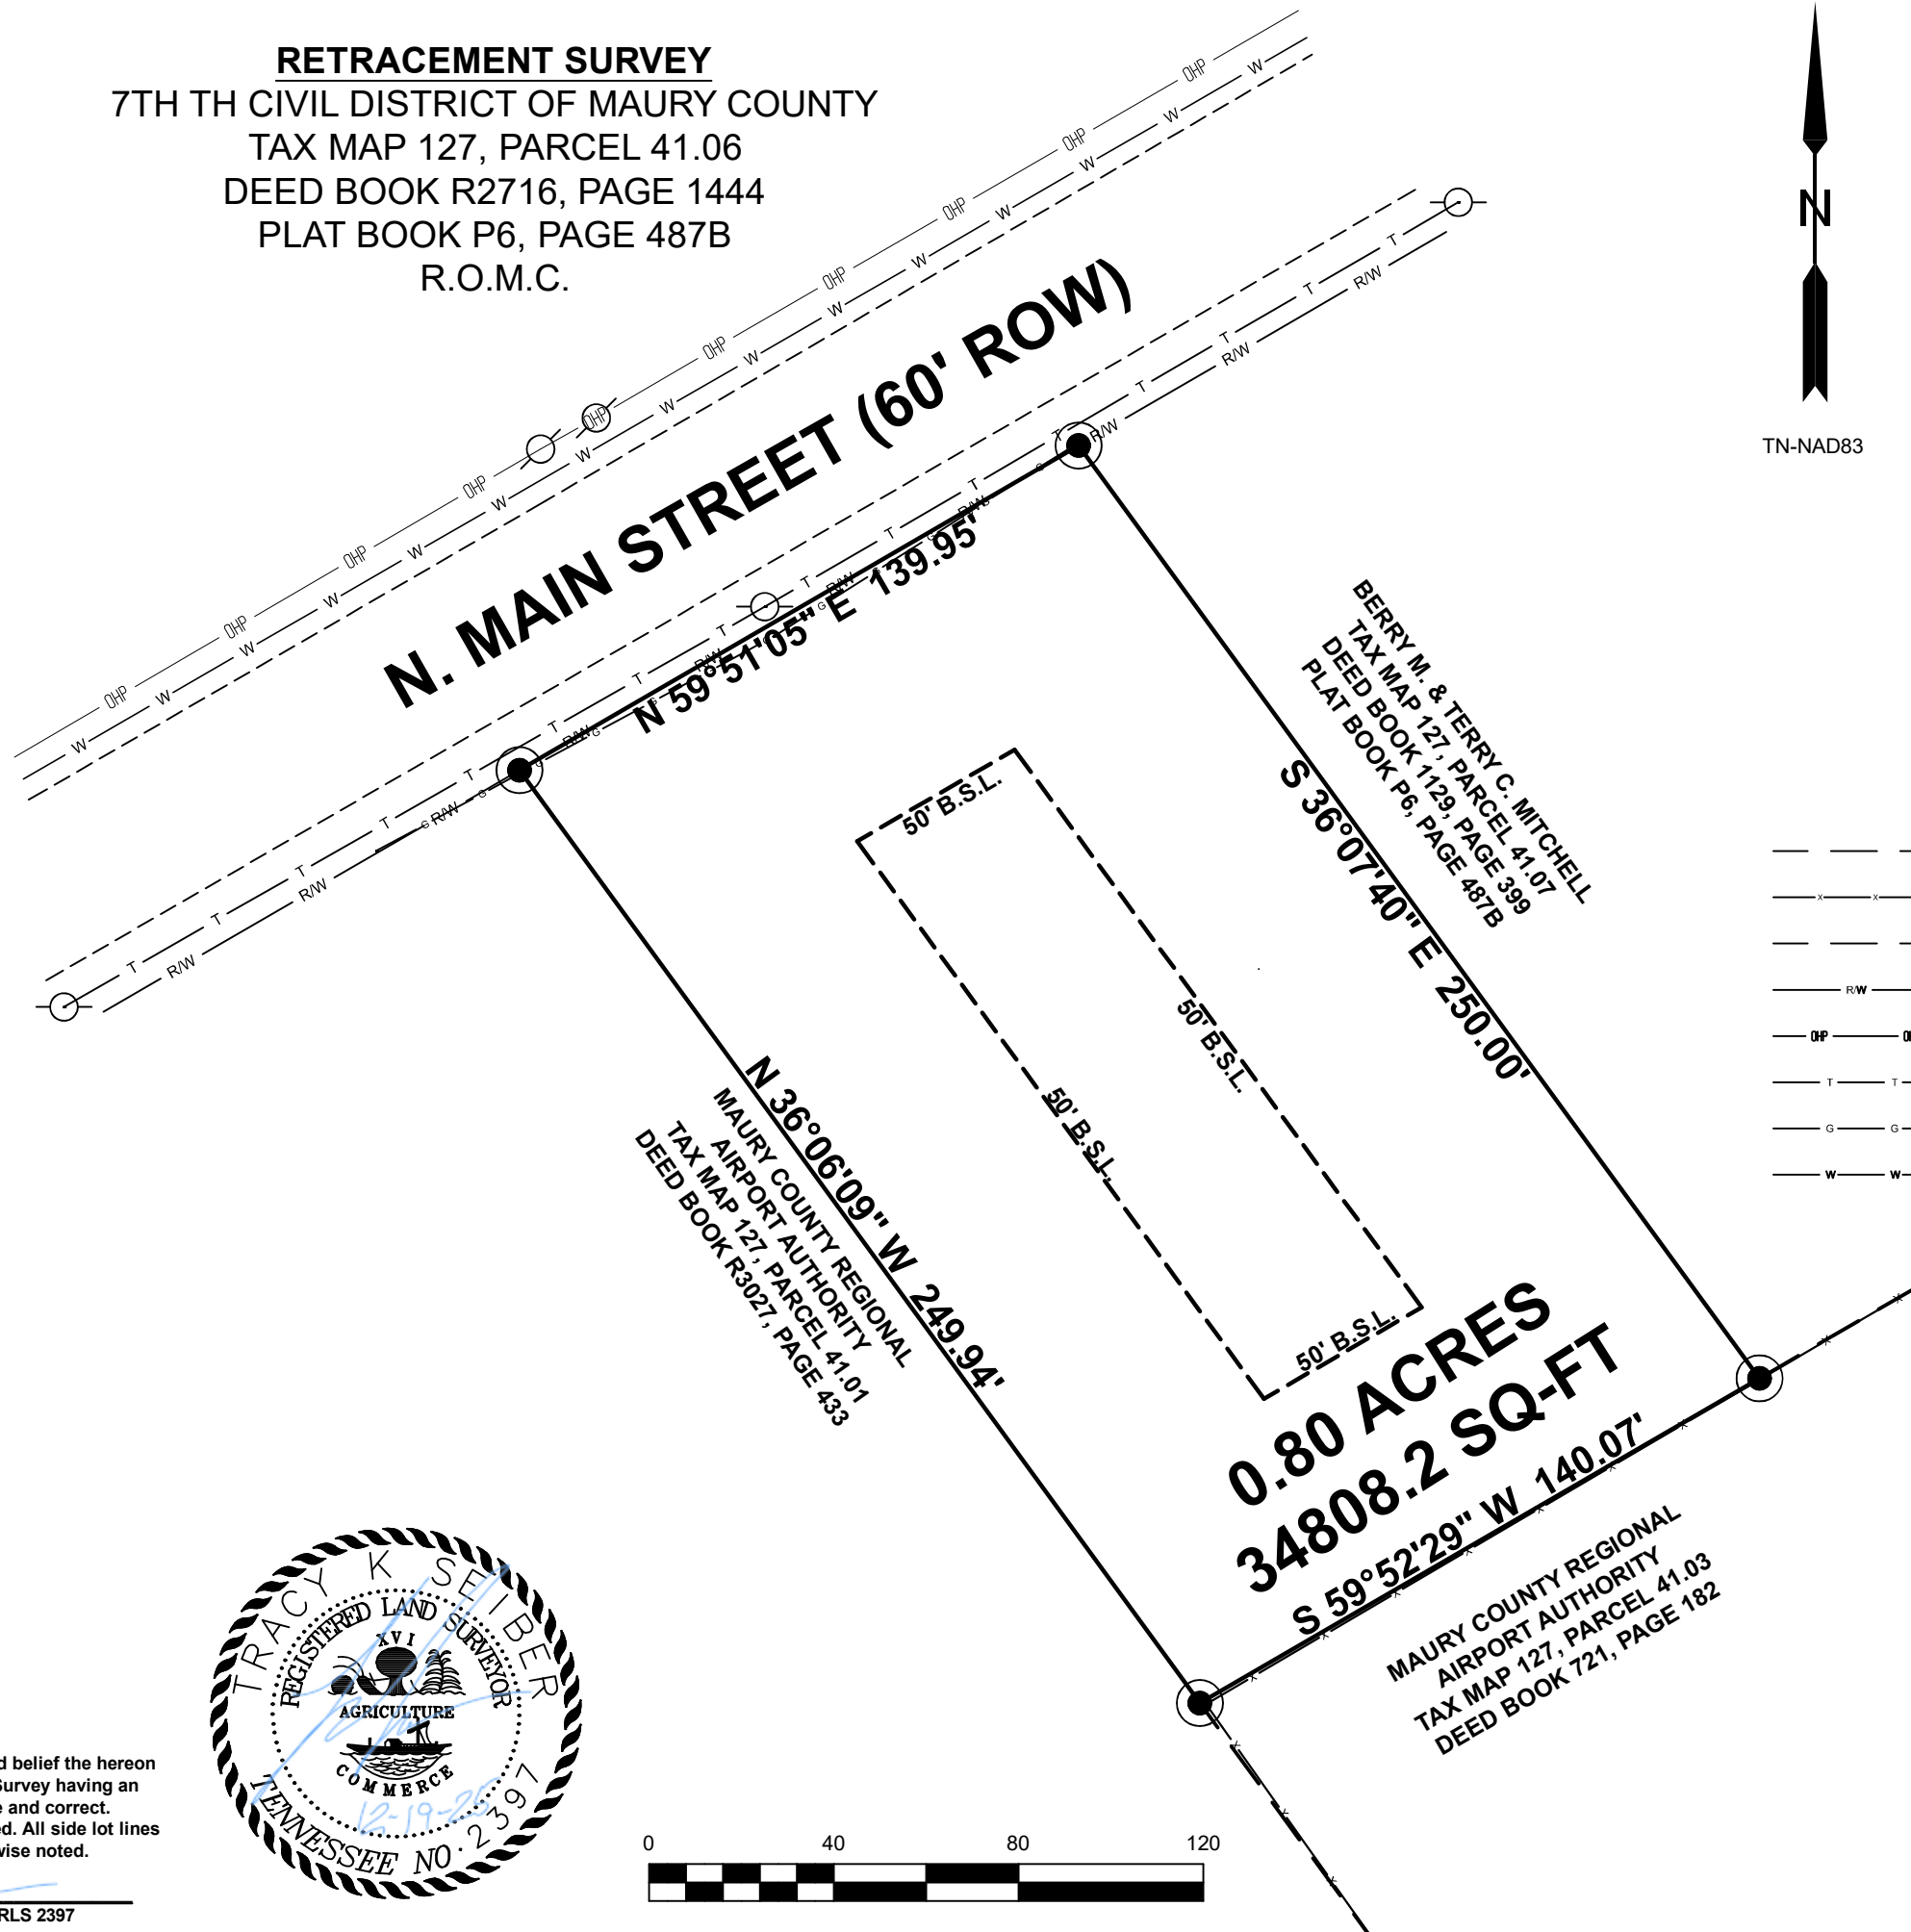 RETRACEMENT SURVEY
7TH TH CIVIL DISTRICT OF MAURY COUNTY
TAX MAP 127, PARCEL 41.06
DEED BOOK R2716, PAGE 1444
PLAT BOOK P6, PAGE 487B
R.O.M.C.
N
TN-NAD83
N. MAIN STREET (60' ROW)
N 59°51'05" E 139.95'
BERRY M. & TERRY C. MITCHELL
TAX MAP 127, PARCEL 41.07
DEED BOOK 1129, PAGE 399
PLAT BOOK P6, PAGE 487B
S 36°07'40" E 250.00'
50' B.S.L.
50' B.S.L.
50' B.S.L.
50' B.S.L.
N 36°06'09" W 249.94'
MAURY COUNTY REGIONAL
AIRPORT AUTHORITY
TAX MAP 127, PARCEL 41.01
DEED BOOK R3027, PAGE 433
0.80 ACRES
34808.2 SQ-FT
S 59°52'29" W 140.07'
MAURY COUNTY REGIONAL
AIRPORT AUTHORITY
TAX MAP 127, PARCEL 41.03
DEED BOOK 721, PAGE 182
R/W
OHP
T T
G G
W W
TRACY K SEIBER
REGISTERED LAND SURVEYOR
XVI
AGRICULTURE
COMMERCE
12-19-25
TENNESSEE NO. 2397
d belief the hereon
Survey having an
e and correct.
ed. All side lot lines
wise noted.
RLS 2397
0 40 80 120